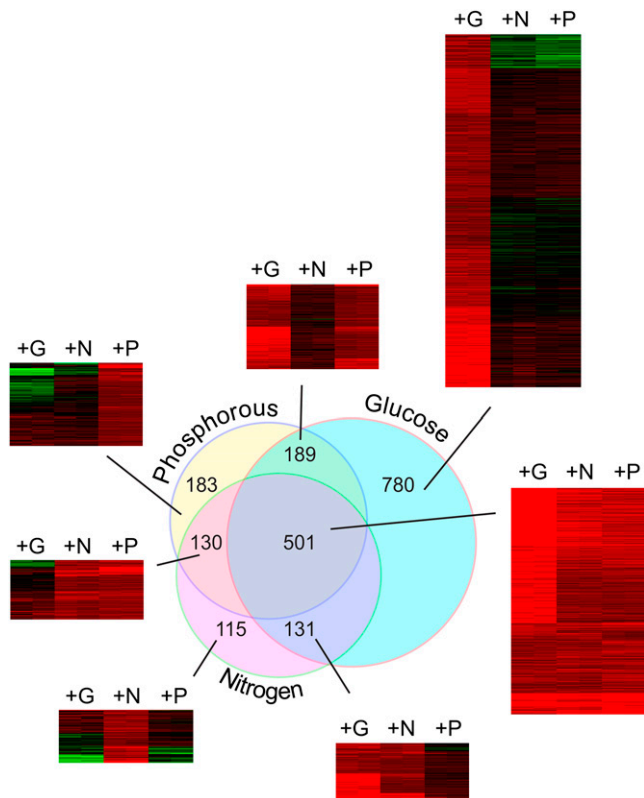 +G +N +P
+G +N +P
+G +N +P
Phosphorous
Glucose
189
183
780
+G +N +P
130
501
+G +N +P
115
131
Nitrogen
+G +N +P
+G +N +P